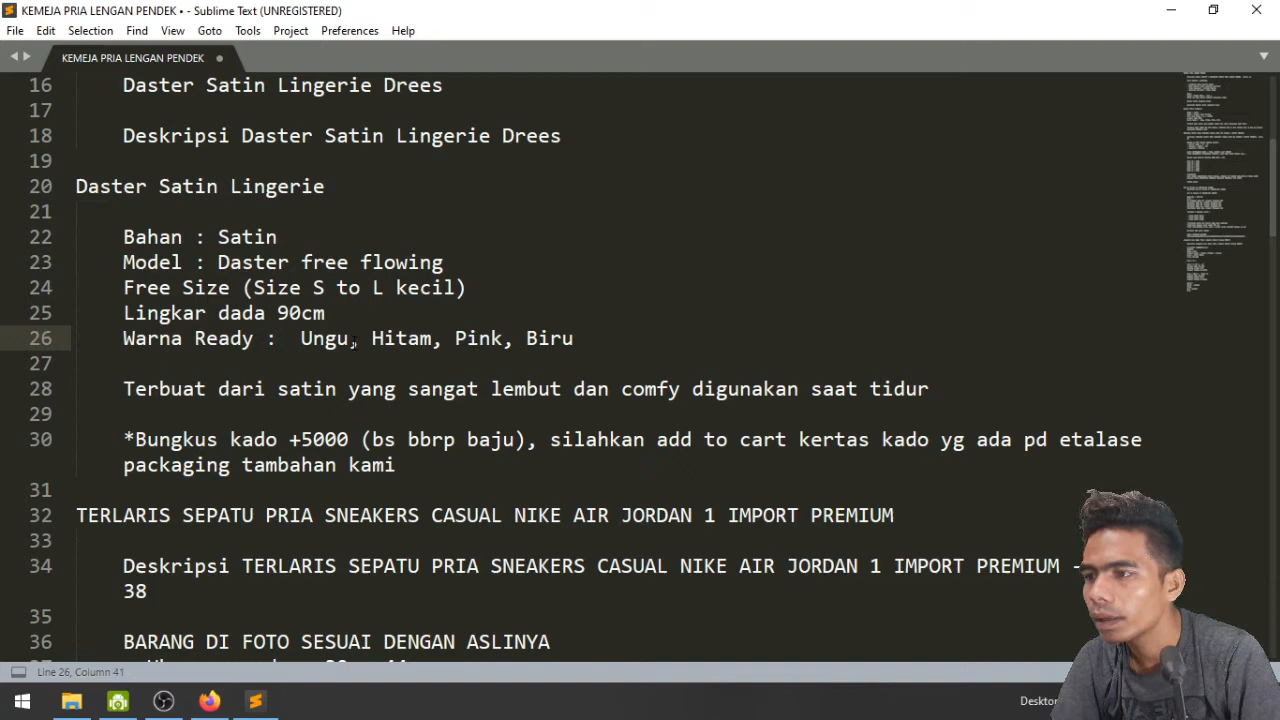 KEMEJA PRIA LENGAN PENDEK • - Sublime Text (UNREGISTERED)
File Edit Selection Find View Goto Tools Project Preferences Help
KEMEJA PRIA LENGAN PENDEK
16 Daster Satin Lingerie Drees
17
18 Deskripsi Daster Satin Lingerie Drees
19
20 Daster Satin Lingerie
21
22 Bahan : Satin
23 Model : Daster free flowing
24 Free Size (Size S to L kecil)
25 Lingkar dada 90cm
26 Warna Ready :  Ungu, Hitam, Pink, Biru
27
28 Terbuat dari satin yang sangat lembut dan comfy digunakan saat tidur
29
30 *Bungkus kado +5000 (bs bbrp baju), silahkan add to cart kertas kado yg ada pd etalase
packaging tambahan kami
31
32 TERLARIS SEPATU PRIA SNEAKERS CASUAL NIKE AIR JORDAN 1 IMPORT PREMIUM
33
34 Deskripsi TERLARIS SEPATU PRIA SNEAKERS CASUAL NIKE AIR JORDAN 1 IMPORT PREMIUM -
38
35
36 BARANG DI FOTO SESUAI DENGAN ASLINYA
Line 26, Column 41
Desktop